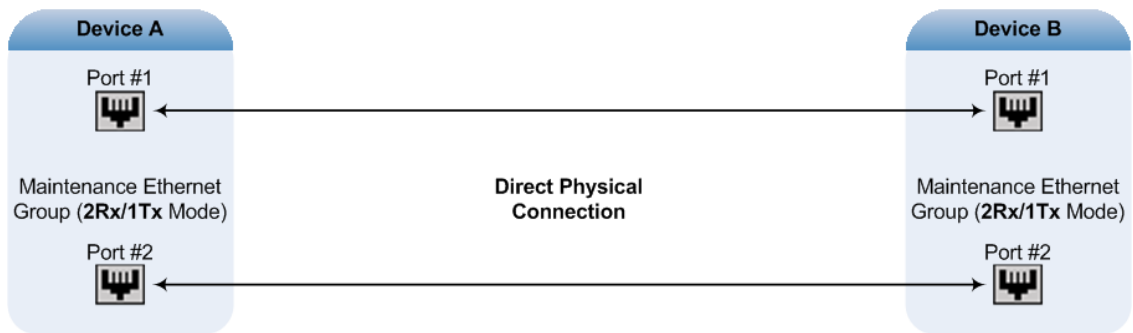 Device A
Device B
Port #1
Port #1
Maintenance Ethernet
Group (2Rx/1Tx Mode)
Direct Physical
Connection
Maintenance Ethernet
Group (2Rx/1Tx Mode)
Port #2
Port #2